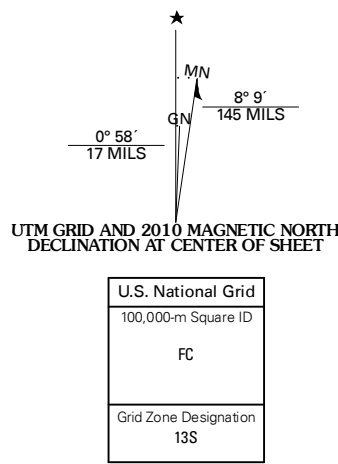 MN
GN
8° 9´
145 MILS
0° 58´
17 MILS
UTM GRID AND 2010 MAGNETIC NORTH
DECLINATION AT CENTER OF SHEET
U.S. National Grid
100,000-m Square ID
FC
Grid Zone Designation
13S